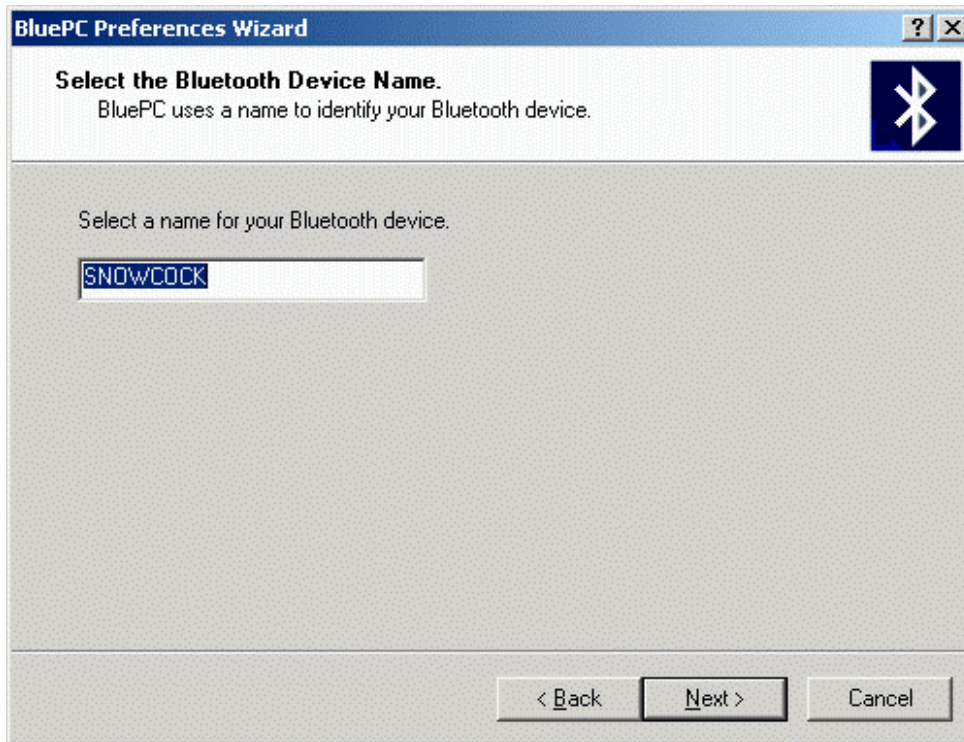 BluePC Preferences Wizard
Select the Bluetooth Device Name.
BluePC uses a name to identify your Bluetooth device.
Select a name for your Bluetooth device.
SNOWCOCK
< Back Next > Cancel